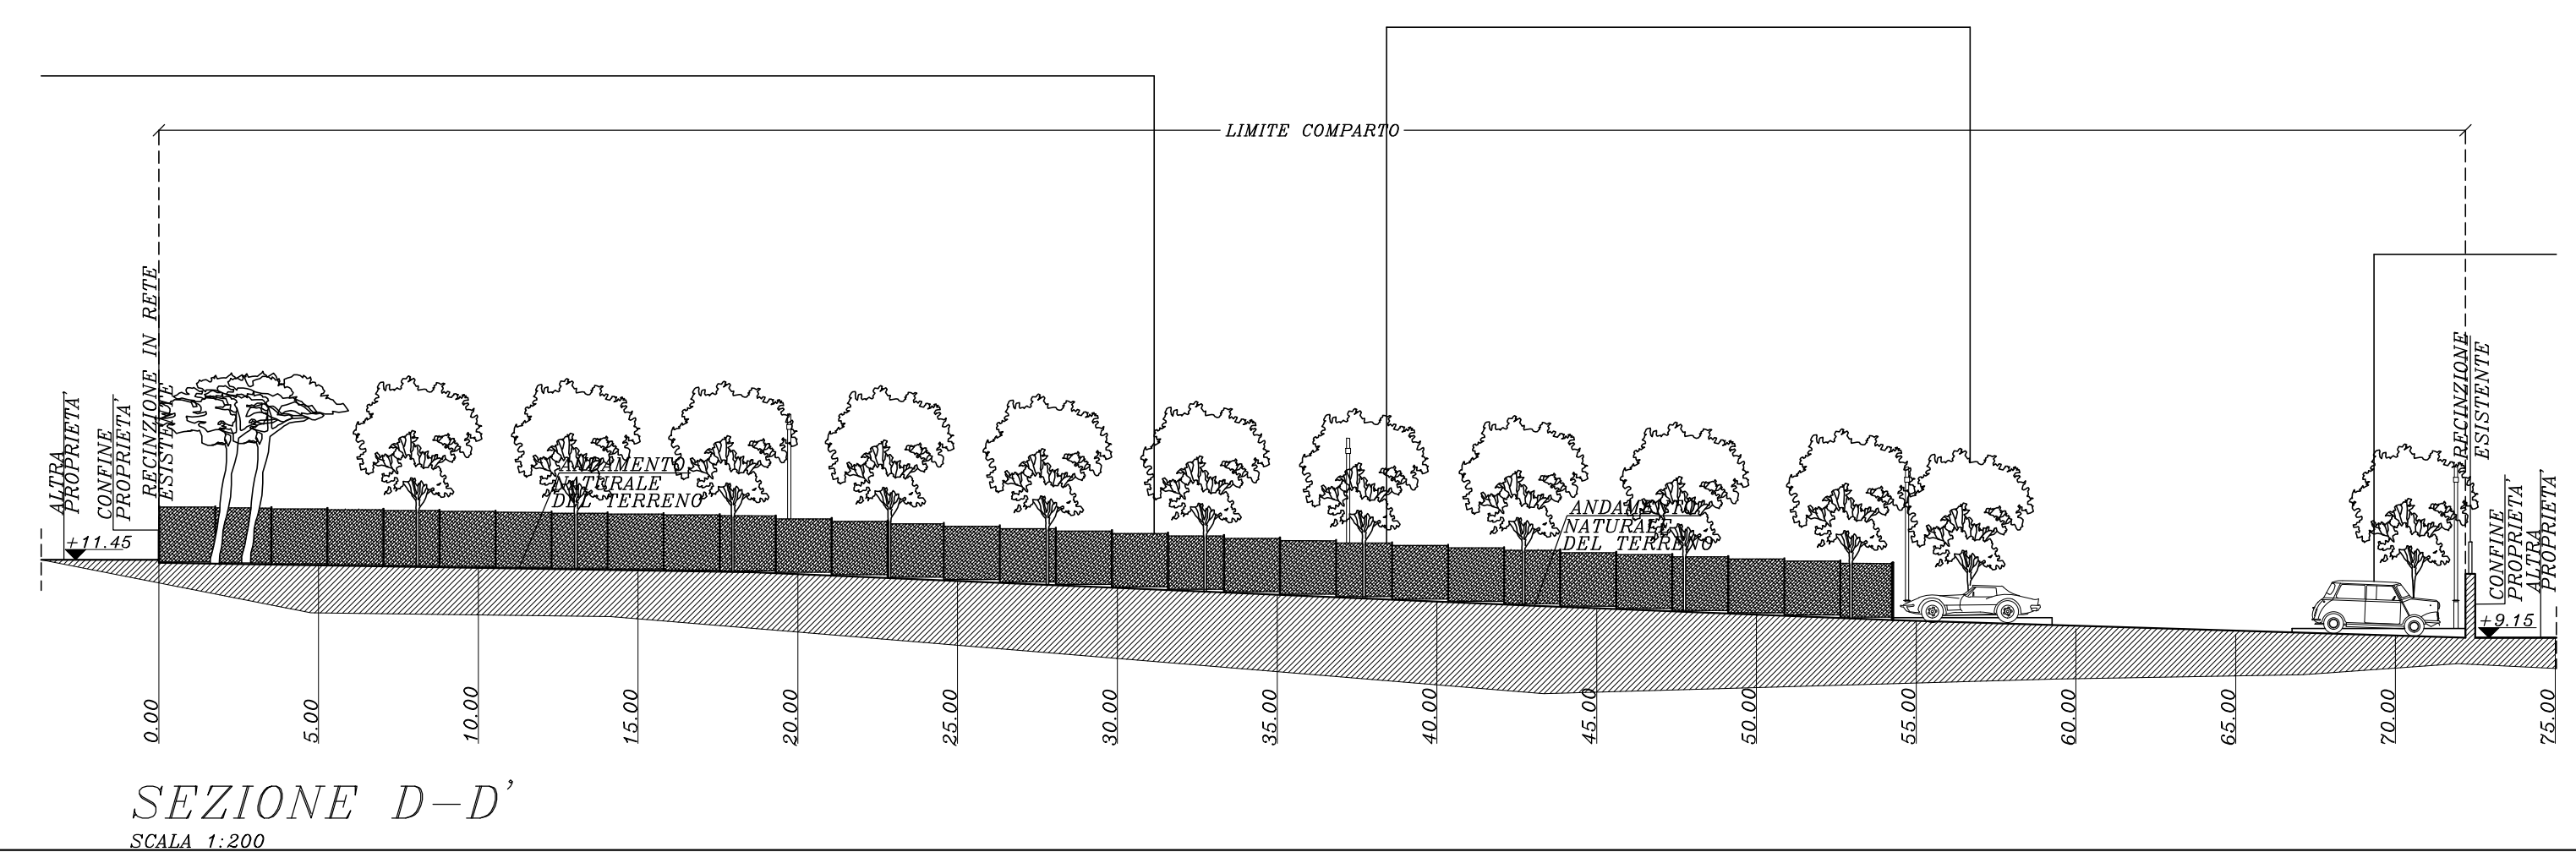 LIMITE COMPARTO
ALTRA
PROPRIETA'
CONFINE
PROPRIETA'
RECINZIONE IN RETE
ESISTENTE
+11.45
ANDAMENTO
NATURALE
DEL TERRENO
ANDAMENTO
NATURALE
DEL TERRENO
RECINZIONE
ESISTENTE
CONFINE
PROPRIETA'
ALTRA
PROPRIETA'
+9.15
0.00
5.00
10.00
15.00
20.00
25.00
30.00
35.00
40.00
45.00
50.00
55.00
60.00
65.00
70.00
75.00
SEZIONE D-D'
SCALA 1:200